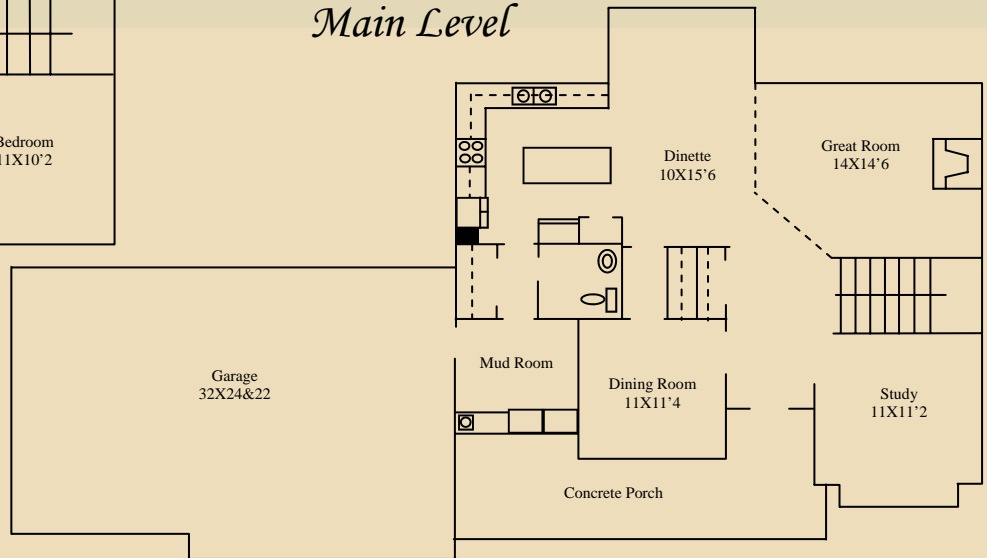 Main Level
Bedroom
11X10'2
Dinette
10X15'6
Great Room
14X14'6
Garage
32X24&22
Mud Room
Dining Room
11X11'4
Study
11X11'2
Concrete Porch